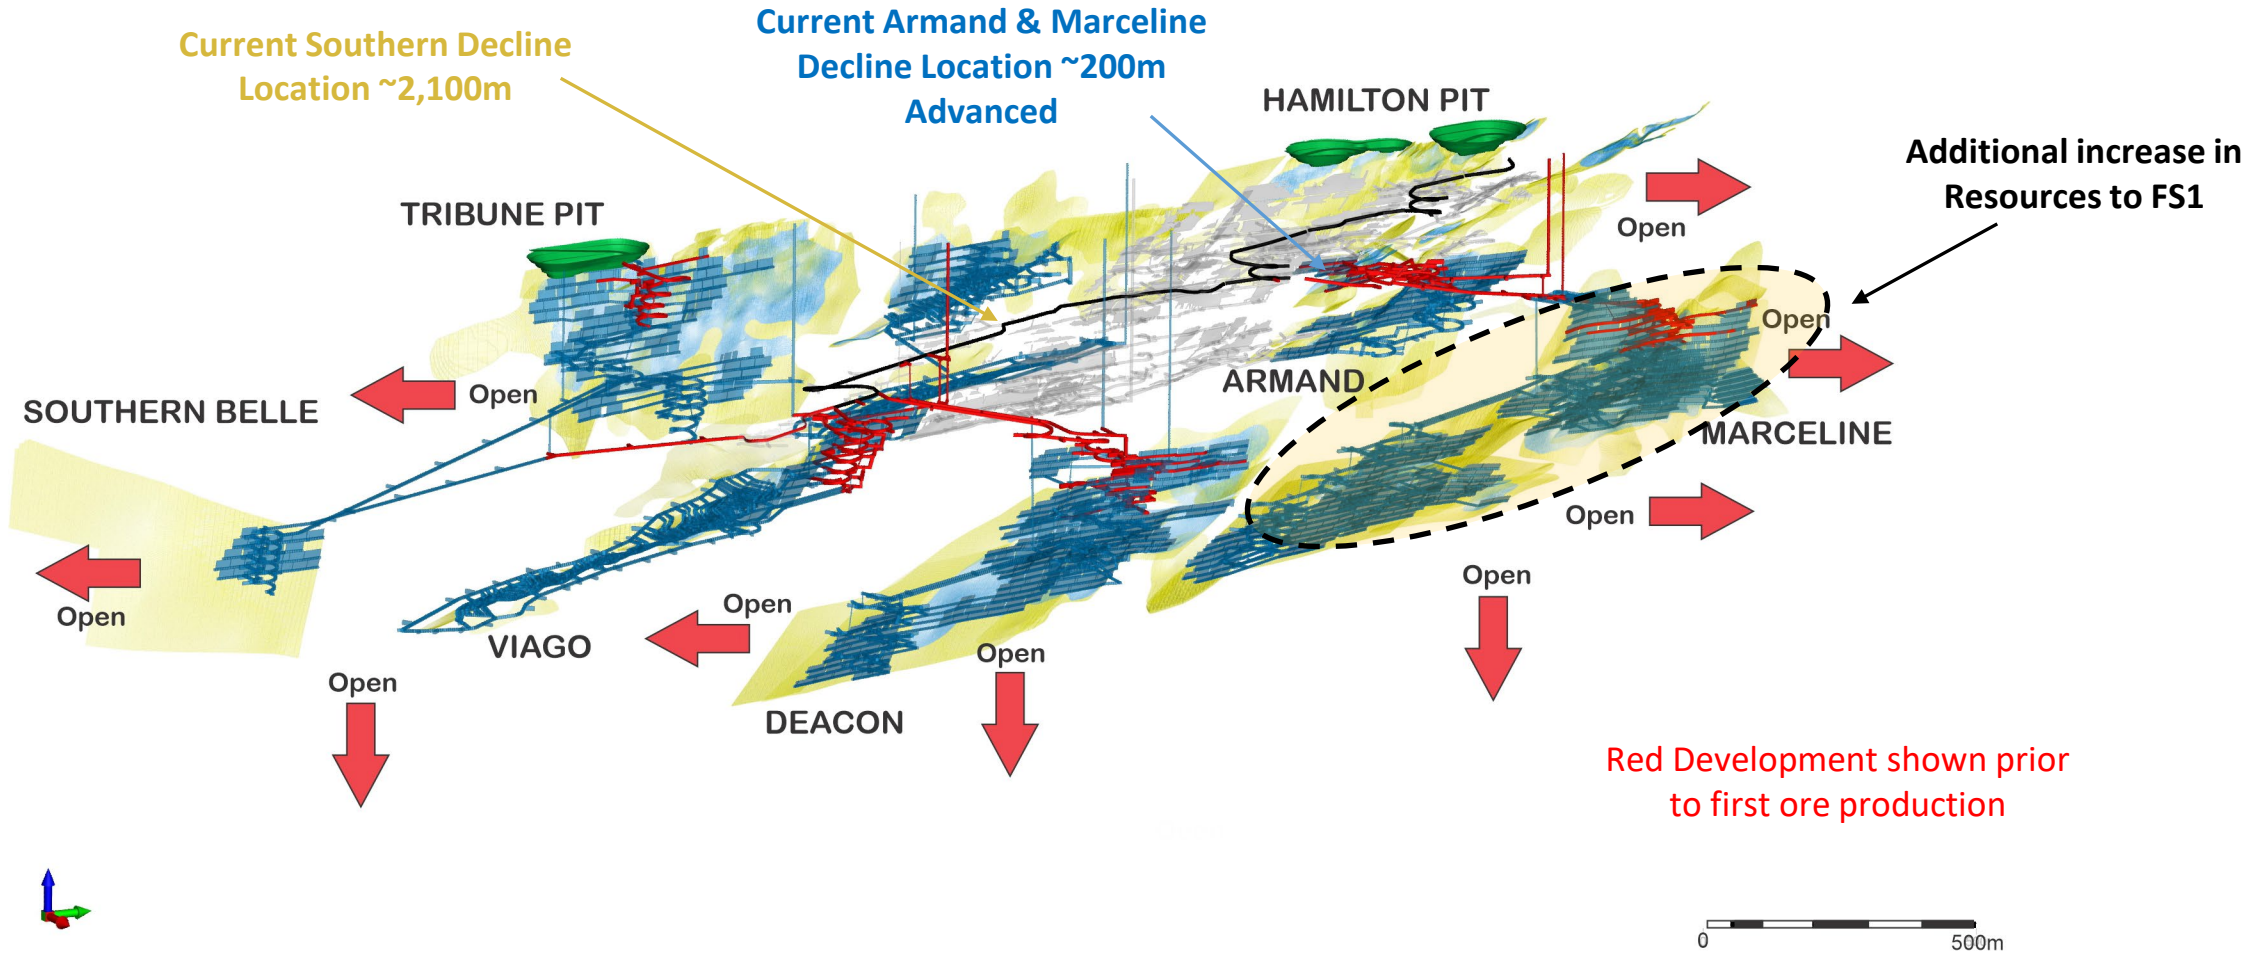 Current Southern Decline
Location ~2,100m
Current Armand & Marceline
Decline Location ~200m
Advanced
HAMILTON PIT
Additional increase in
Resources to FS1
TRIBUNE PIT
Open
Open
ARMAND
Open
SOUTHERN BELLE
MARCELINE
Open
Open
Open
Open
VIAGO
Open
Open
DEACON
Red Development shown prior
to first ore production
0
500m